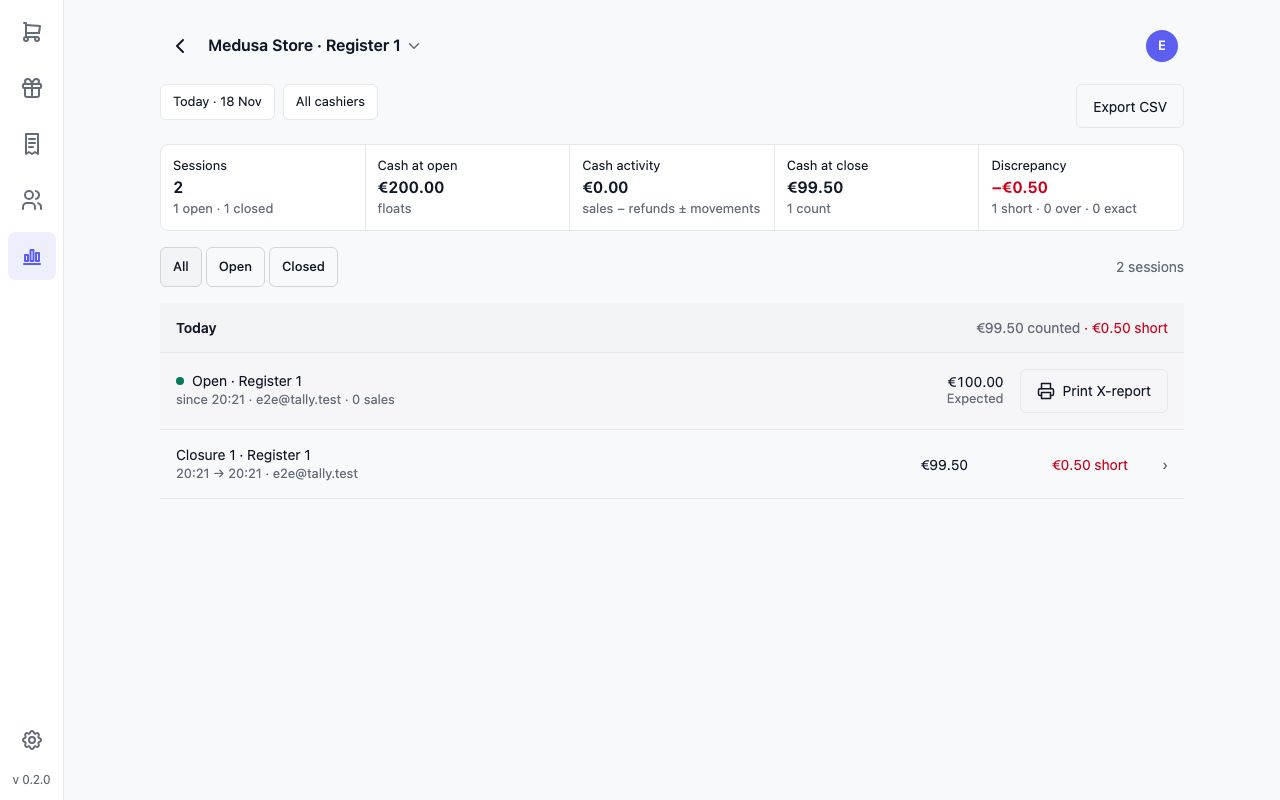 Medusa Store · Register 1
E
Today · 18 Nov
All cashiers
Export CSV
Sessions
2
1 open · 1 closed
Cash at open
€200.00
floats
Cash activity
€0.00
sales − refunds ± movements
Cash at close
€99.50
1 count
Discrepancy
−€0.50
1 short · 0 over · 0 exact
All
Open
Closed
2 sessions
Today
€99.50 counted · €0.50 short
Open · Register 1
since 20:21 · e2e@tally.test · 0 sales
€100.00
Expected
Print X-report
Closure 1 · Register 1
20:21 → 20:21 · e2e@tally.test
€99.50
€0.50 short
›
v 0.2.0